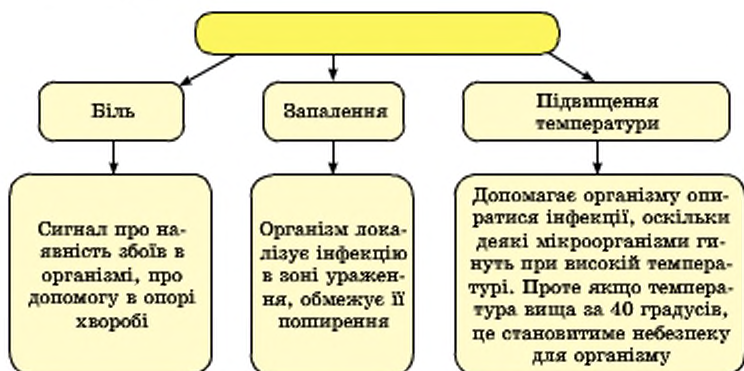 Біль
Запалення
Підвищення
температури
Сигнал про на-
явність збоїв в
організмі, про
допомогу в опорі
хворобі
Організм лока-
лізує інфекцію
в зоні уражен-
ня, обмежує її
поширення
Допомагає організму опи-
ратися інфекції, оскільки
деякі мікроорганізми ги-
нуть при високій темпера-
турі. Проте якщо темпера-
тура вища за 40 градусів,
це становитиме небезпеку
для організму